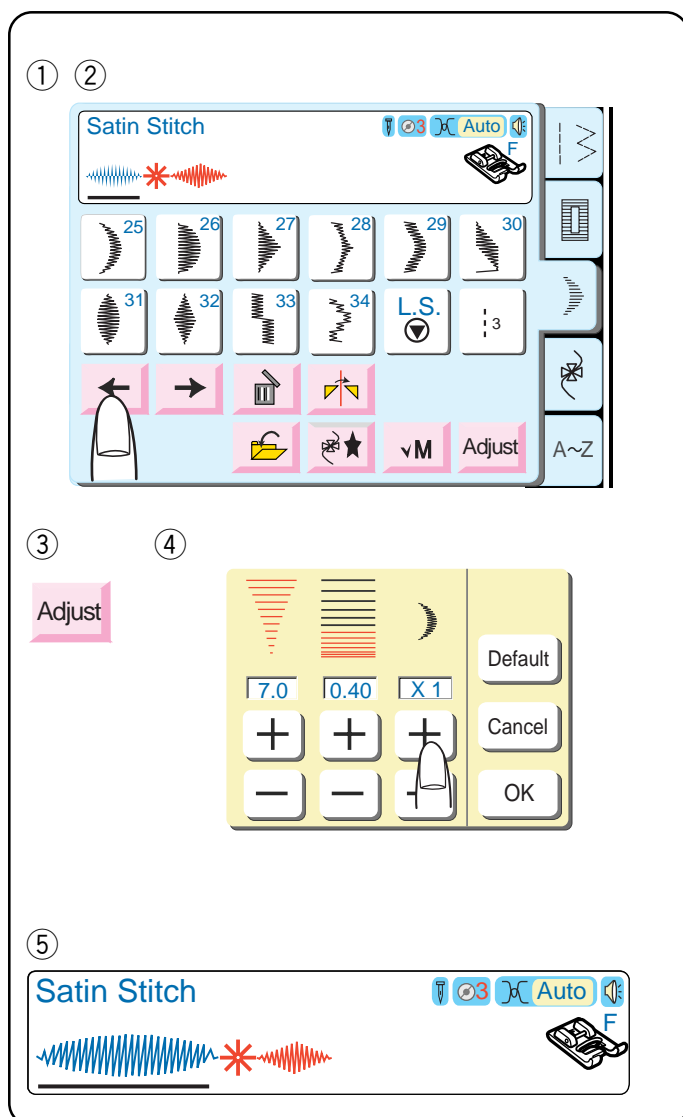 ① ②
Satin Stitch 3 Auto
F
25 26 27 28 29 30
31 32 33 34 L.S. 3
√M Adjust A~Z
③ ④
Adjust
7.0 0.40 X 1
Default
Cancel
OK
⑤
Satin Stitch 3 Auto
F